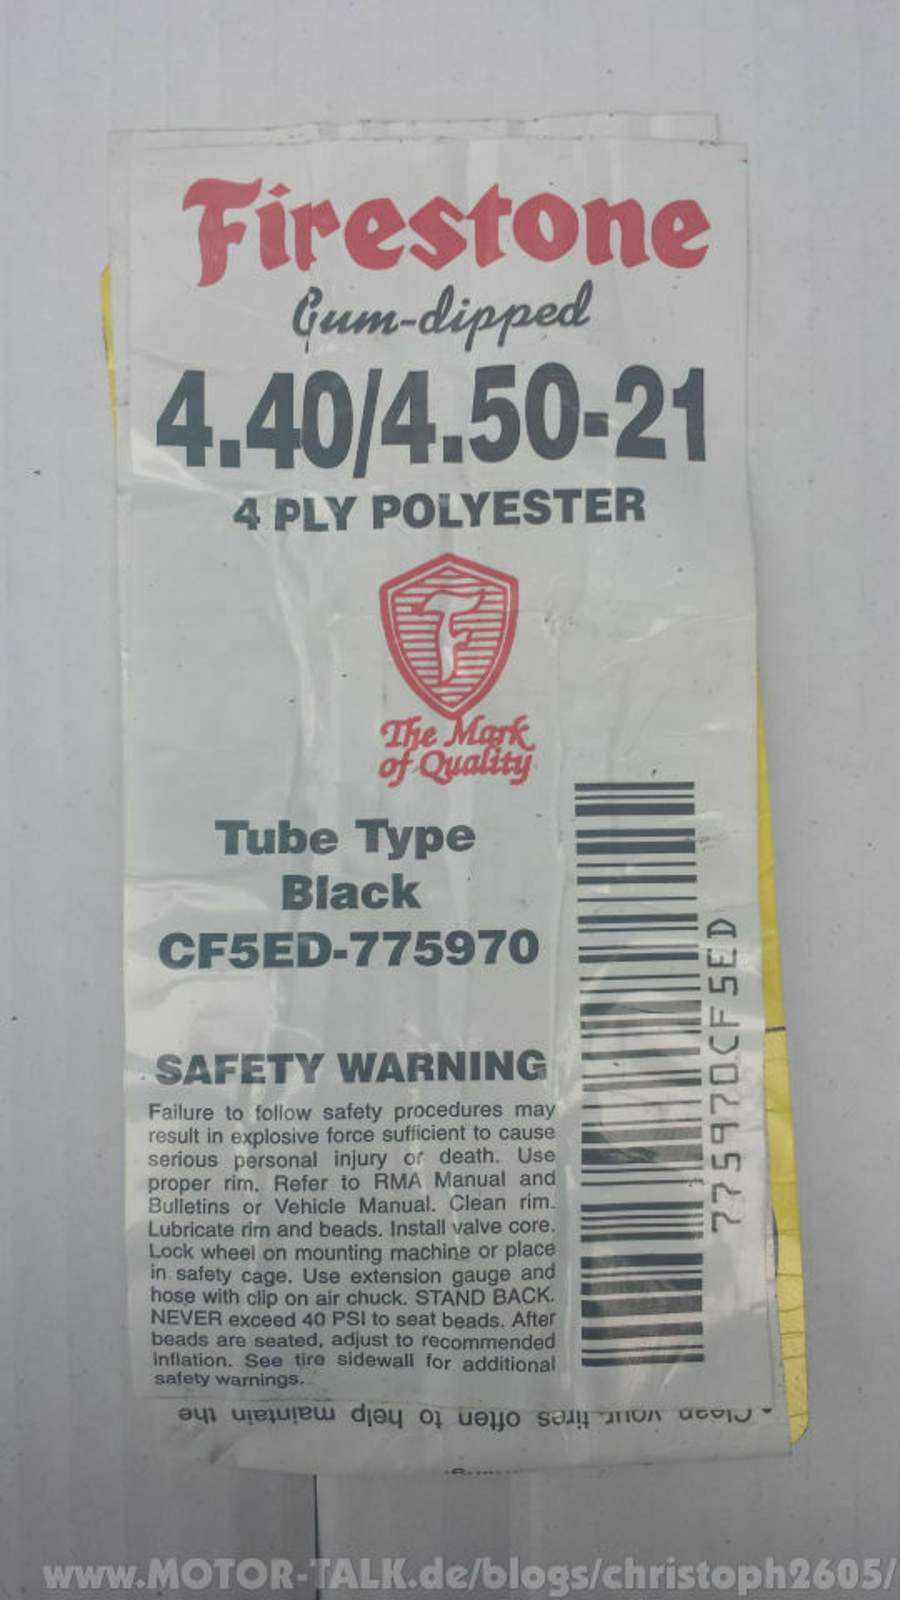 Firestone
Gum-dipped
4.40/4.50-21
4 PLY POLYESTER
F
The Mark
of Quality
Tube Type
Black
CF5ED-775970
775970CF5ED
SAFETY WARNING
Failure to follow safety procedures may
result in explosive force sufficient to cause
serious personal injury or death. Use
proper rim. Refer to RMA Manual and
Bulletins or Vehicle Manual. Clean rim.
Lubricate rim and beads. Install valve core.
Lock wheel on mounting machine or place
in safety cage. Use extension gauge and
hose with clip on air chuck. STAND BACK.
NEVER exceed 40 PSI to seat beads. After
beads are seated, adjust to recommended
inflation. See tire sidewall for additional
safety warnings.
• Clean your tires often to help maintain the
www.MOTOR-TALK.de/blogs/christoph2605/